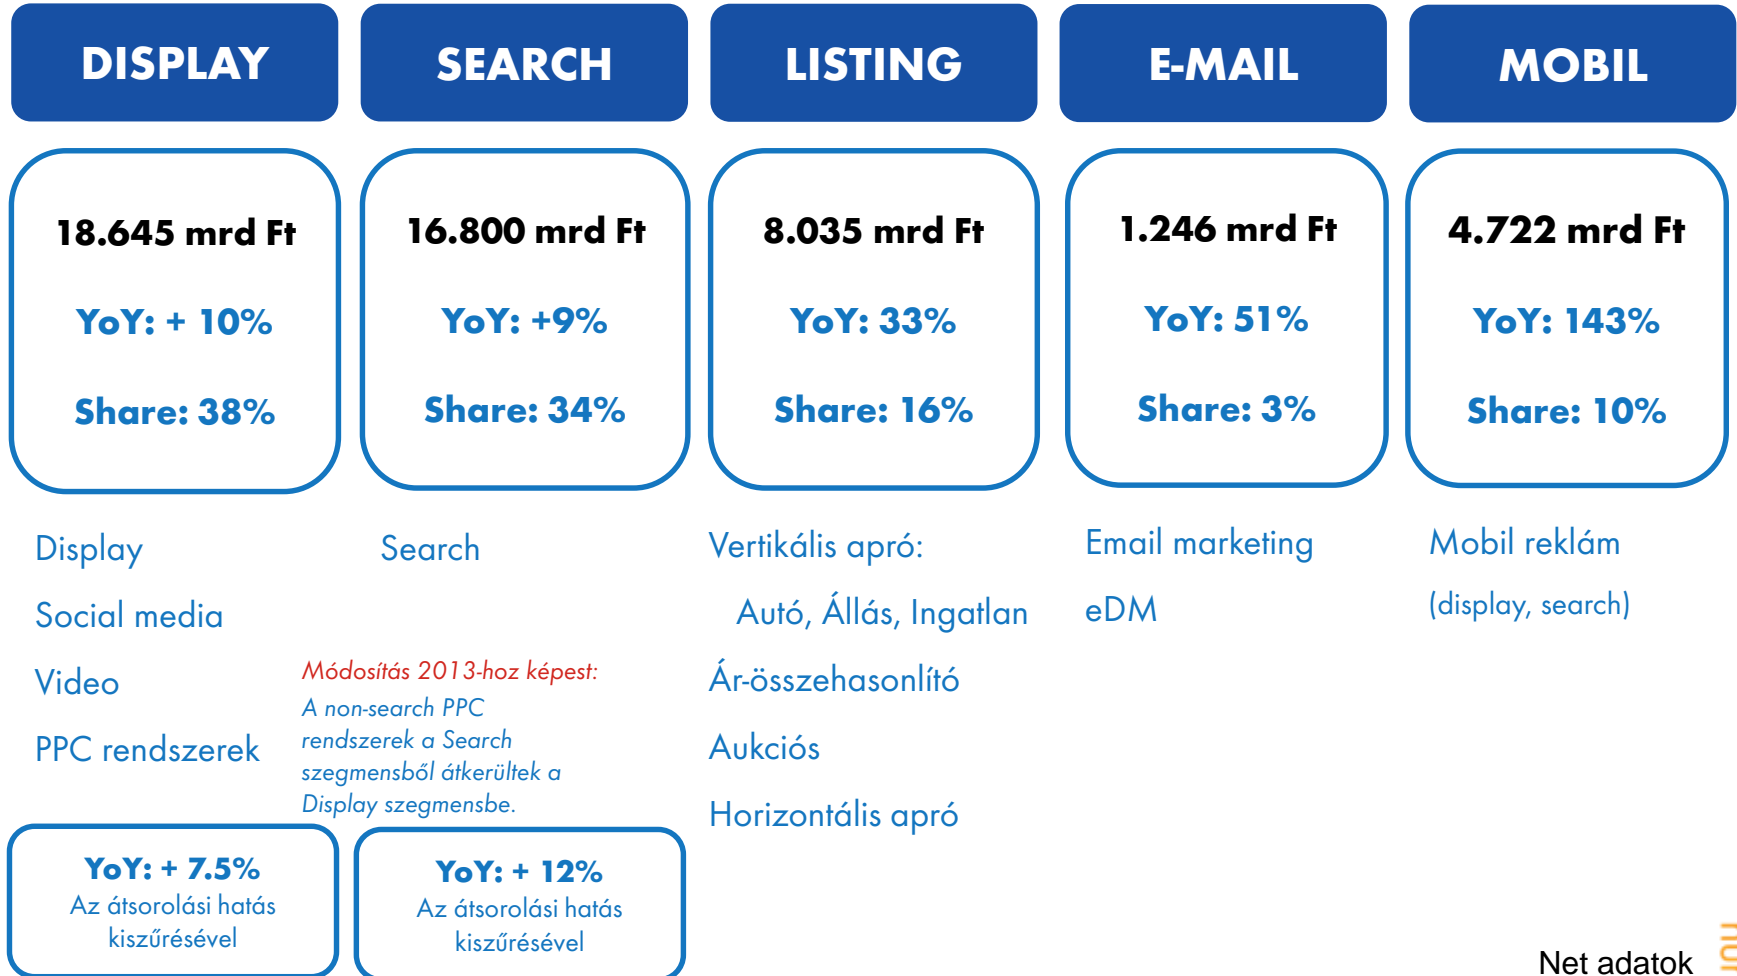 DISPLAY
18.645 mrd Ft
YoY: + 10%
Share: 38%
Display
Social media
Video
PPC rendszerek
YoY: + 7.5%
Az átsorolási hatás
kiszűrésével
SEARCH
16.800 mrd Ft
YoY: +9%
Share: 34%
Search
Módosítás 2013-hoz képest:
A non-search PPC
rendszerek a Search
szegmensből átkerültek a
Display szegmensbe.
YoY: + 12%
Az átsorolási hatás
kiszűrésével
LISTING
8.035 mrd Ft
YoY: 33%
Share: 16%
Vertikális apró:
Autó, Állás, Ingatlan
Ár-összehasonlító
Aukciós
Horizontális apró
E-MAIL
1.246 mrd Ft
YoY: 51%
Share: 3%
Email marketing
eDM
MOBIL
4.722 mrd Ft
YoY: 143%
Share: 10%
Mobil reklám
(display, search)
Net adatok